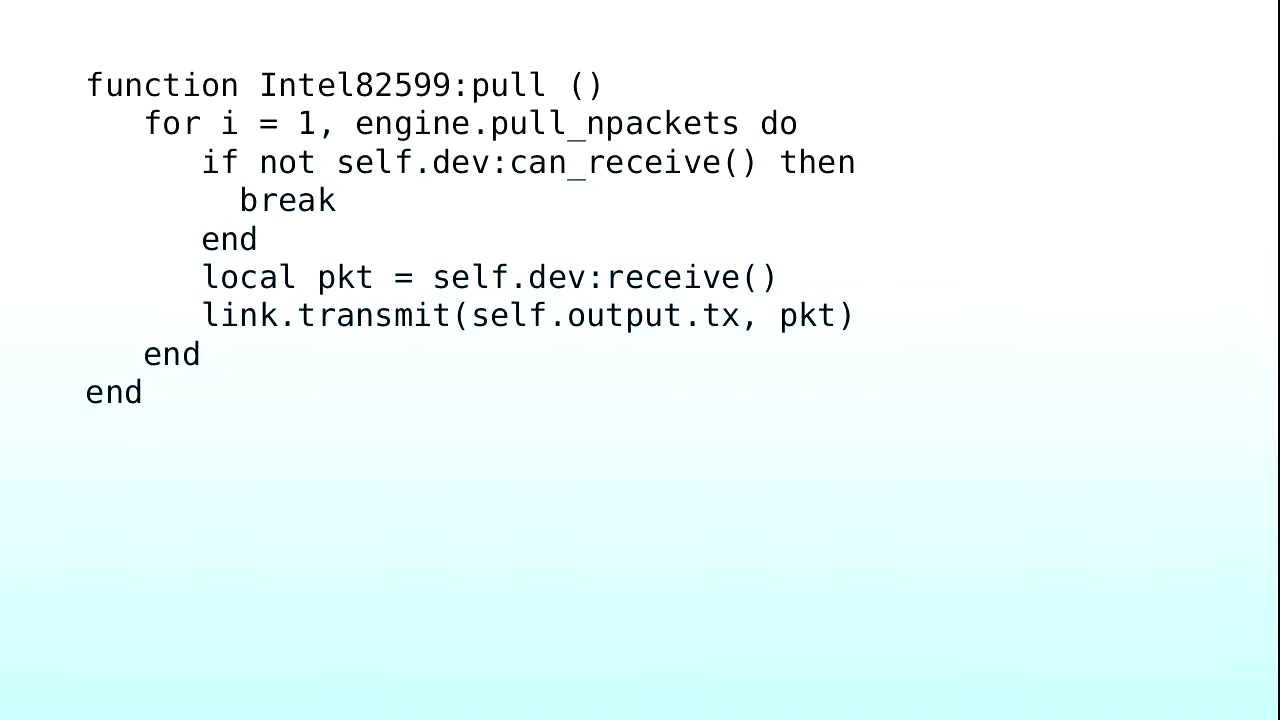 function Intel82599:pull ()
   for i = 1, engine.pull_npackets do
      if not self.dev:can_receive() then
        break
      end
      local pkt = self.dev:receive()
      link.transmit(self.output.tx, pkt)
   end
end